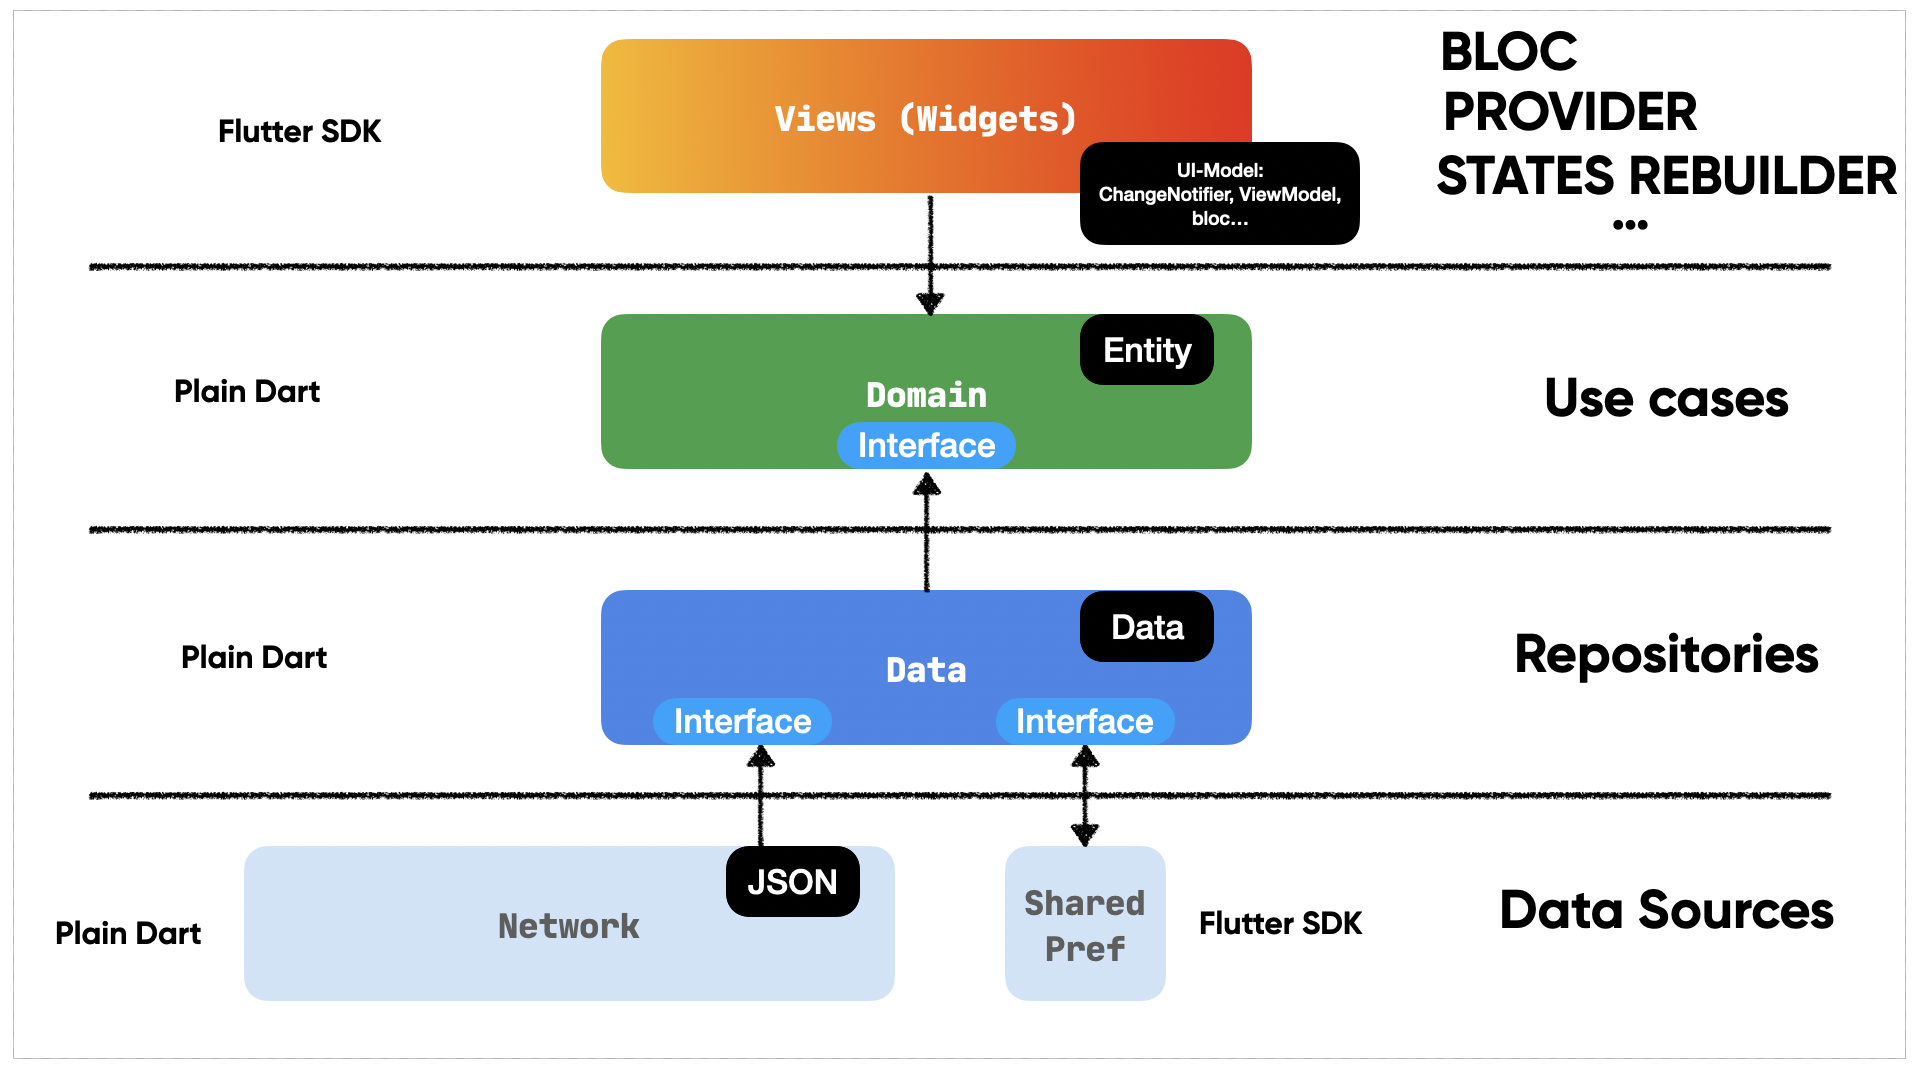 BLOC
PROVIDER
STATES REBUILDER
...
Flutter SDK
Views (Widgets)
UI-Model:
ChangeNotifier, ViewModel,
bloc...
Plain Dart
Entity
Domain
Interface
Use cases
Plain Dart
Data
Data
Interface
Interface
Repositories
Plain Dart
JSON
Network
Shared
Pref
Flutter SDK
Data Sources